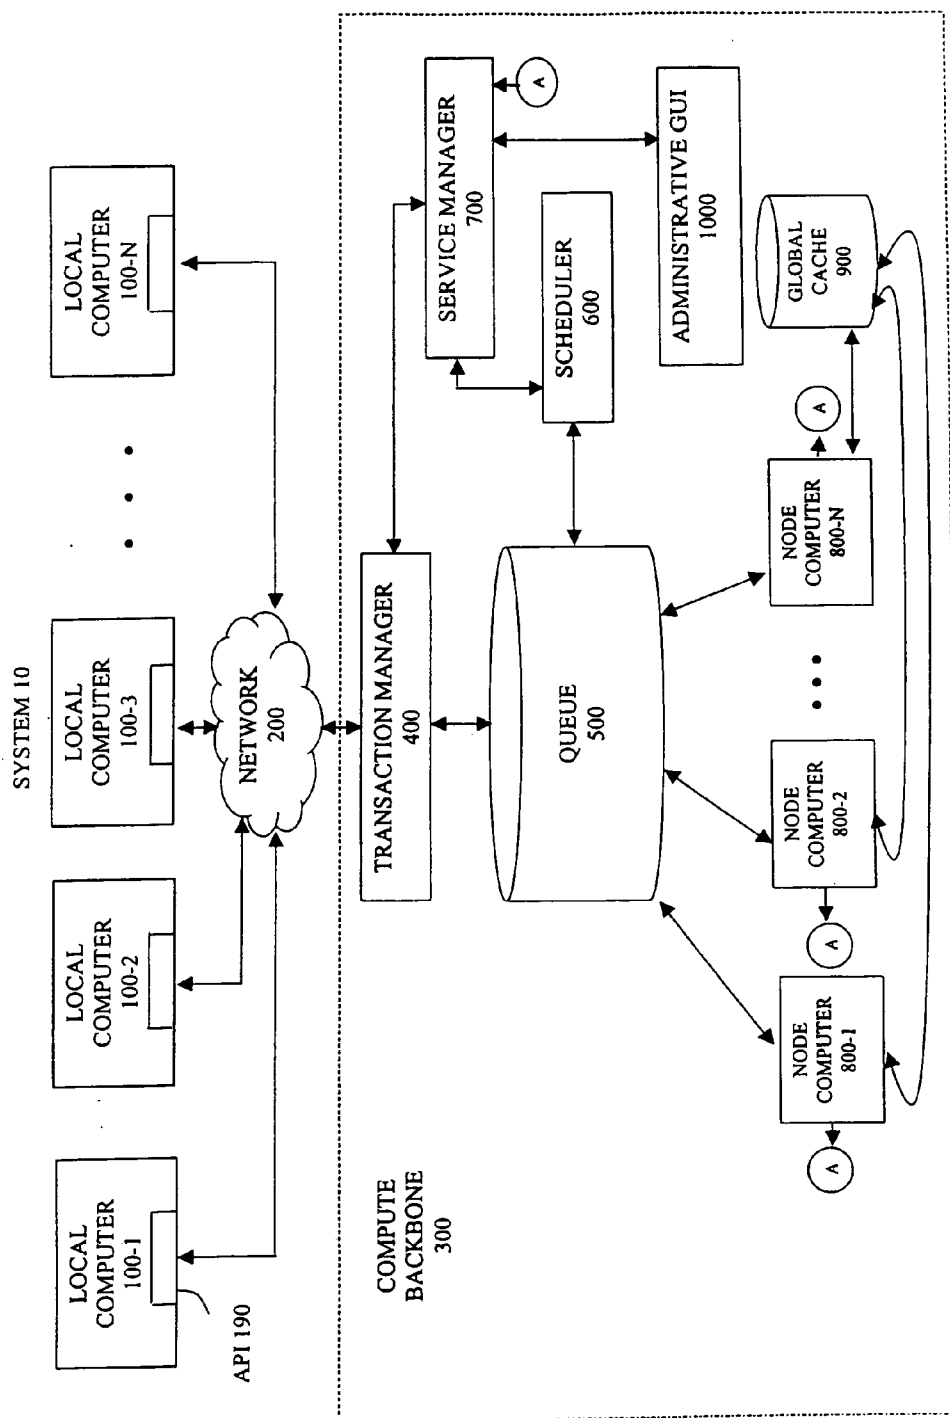 SYSTEM 10
LOCAL
COMPUTER
100-1
LOCAL
COMPUTER
100-2
LOCAL
COMPUTER
100-3
LOCAL
COMPUTER
100-N
API 190
NETWORK
200
COMPUTE
BACKBONE
300
TRANSACTION MANAGER
400
SERVICE MANAGER
700
A
QUEUE
500
SCHEDULER
600
ADMINISTRATIVE GUI
1000
NODE
COMPUTER
800-1
A
NODE
COMPUTER
800-2
A
NODE
COMPUTER
800-N
A
GLOBAL
CACHE
900